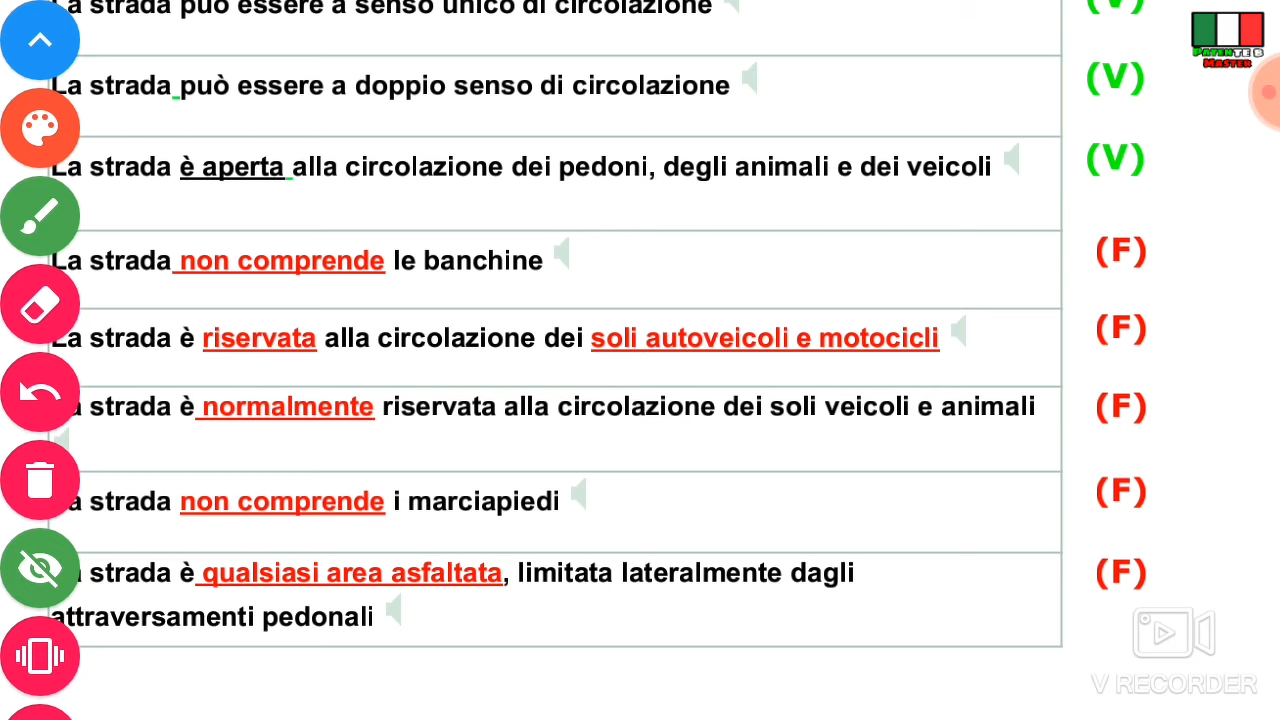 La strada può essere a senso unico di circolazione (V)
La strada può essere a doppio senso di circolazione (V)
La strada è aperta alla circolazione dei pedoni, degli animali e dei veicoli (V)
La strada non comprende le banchine (F)
La strada è riservata alla circolazione dei soli autoveicoli e motocicli (F)
a strada è normalmente riservata alla circolazione dei soli veicoli e animali (F)
a strada non comprende i marciapiedi (F)
strada è qualsiasi area asfaltata, limitata lateralmente dagli (F)
attraversamenti pedonali
PATENTE B
MASTER
V RECORDER